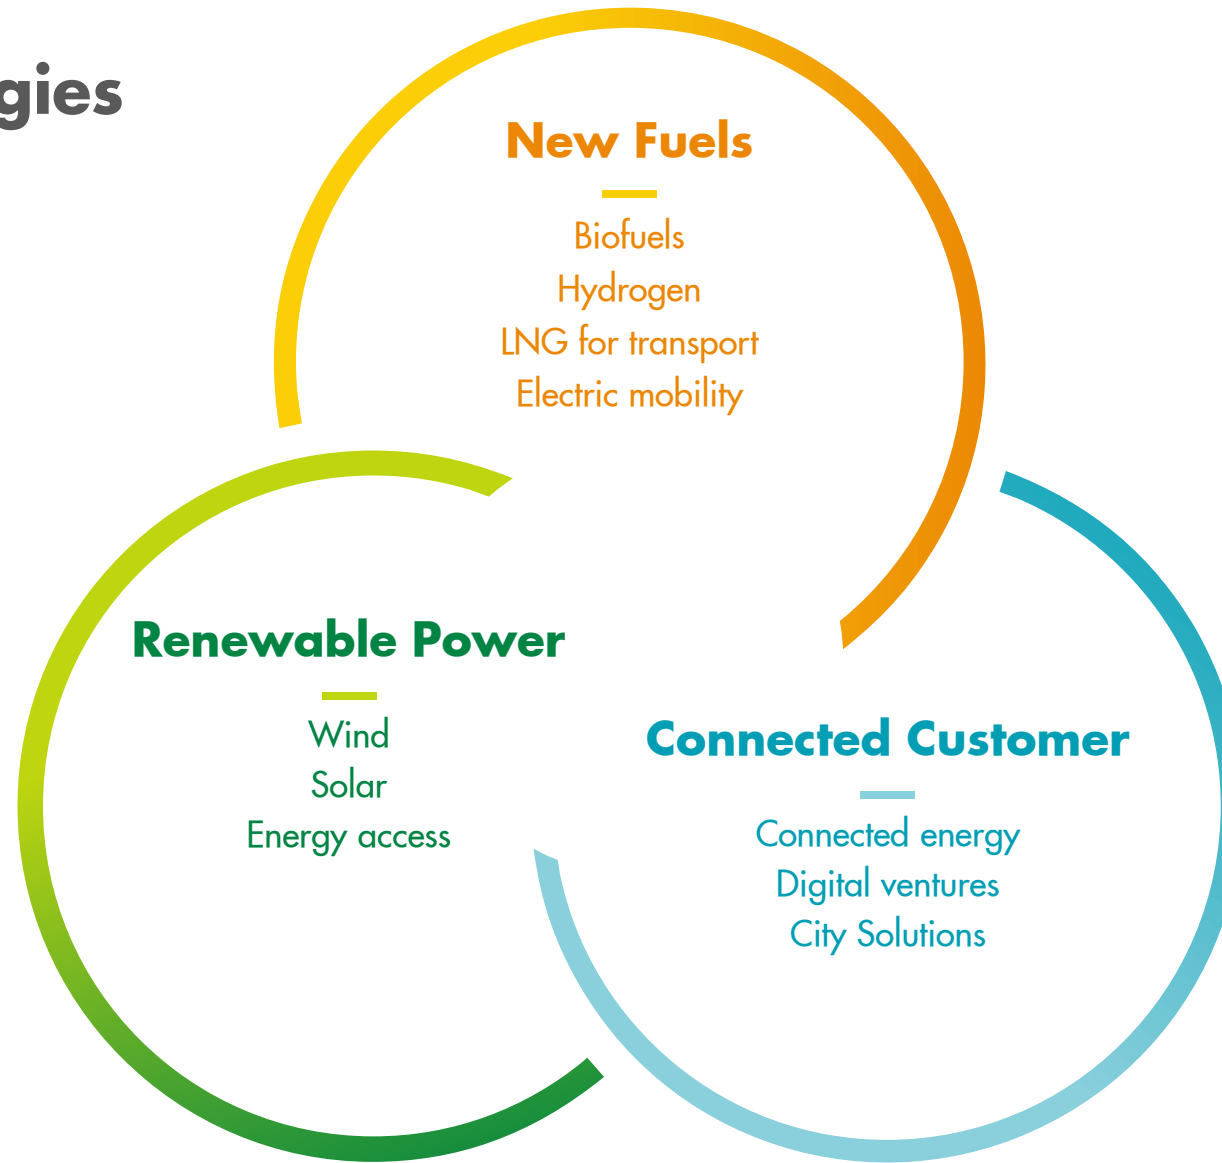 gies
New Fuels
Biofuels
Hydrogen
LNG for transport
Electric mobility
Renewable Power
Wind
Solar
Energy access
Connected Customer
Connected energy
Digital ventures
City Solutions